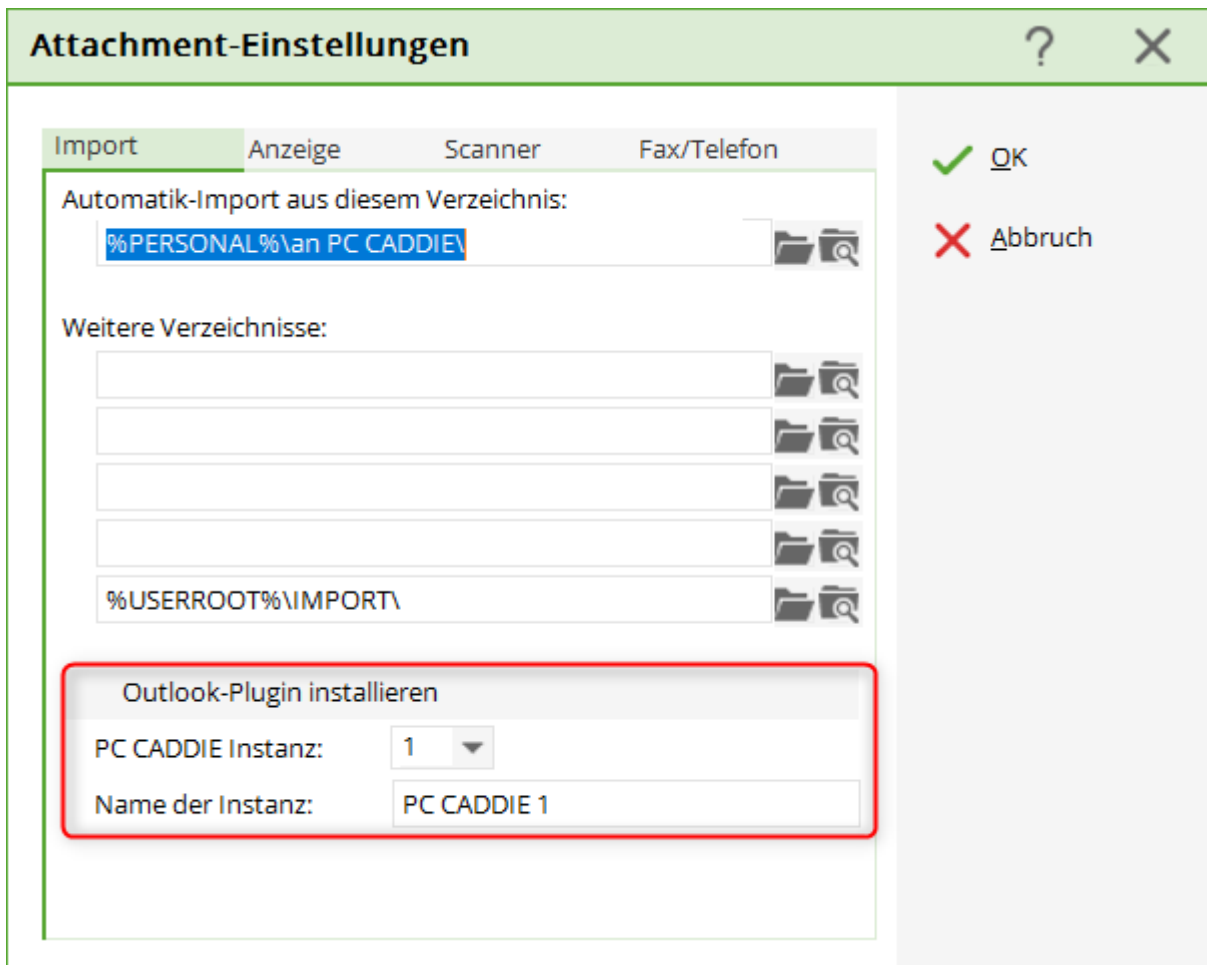 Attachment-Einstellungen
Import Anzeige Scanner Fax/Telefon
OK
Automatik-Import aus diesem Verzeichnis:
%PERSONAL%\an PC CADDIE\
Abbruch
Weitere Verzeichnisse:
%USERROOT%\IMPORT\
Outlook-Plugin installieren
PC CADDIE Instanz: 1
Name der Instanz: PC CADDIE 1